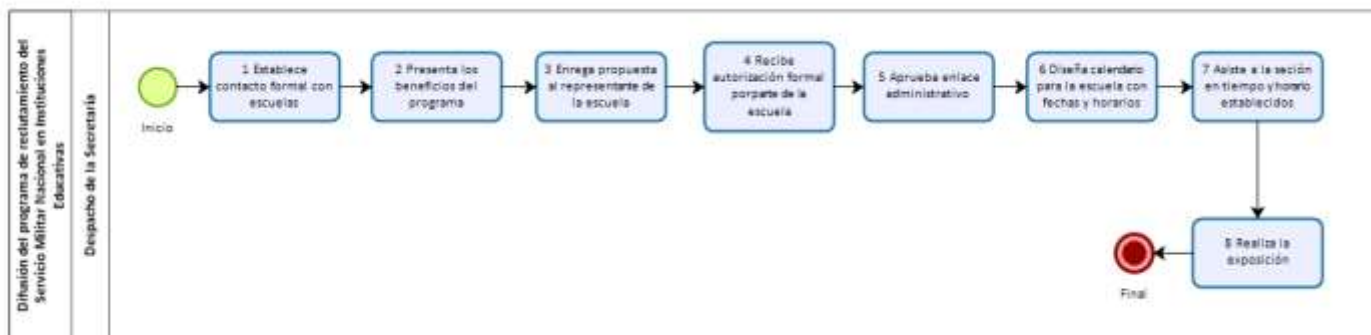 Difusión del programa de reclutamiento del
Servicio Militar Nacional en Instituciones
Educativas
Despacho de la Secretaría
Inicio
1 Establece
contacto formal con
escuelas
2 Presenta los
beneficios del
programa
3 Enrega propuesta
al representante de
la escuela
4 Recibe
autorización formal
porparte de la
escuela
5 Aprueba enlace
administrativo
6 Diseña calendario
para la escuela con
fechas y horarios
7 Asiste a la seción
en tiempo y horario
establecidos
8 Realiza la
exposición
Final